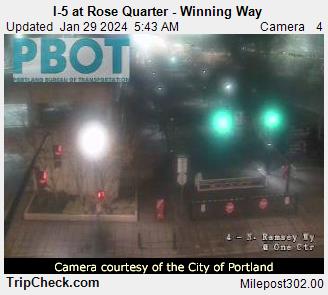 I-5 at Rose Quarter - Winning Way
Updated Jan 29 2024 5:43 AM Camera 4
PBOT
PORTLAND BUREAU OF TRANSPORTATION
4 - N. Ramsey Wy
@ One Ctr
Camera courtesy of the City of Portland
TripCheck.com Milepost302.00